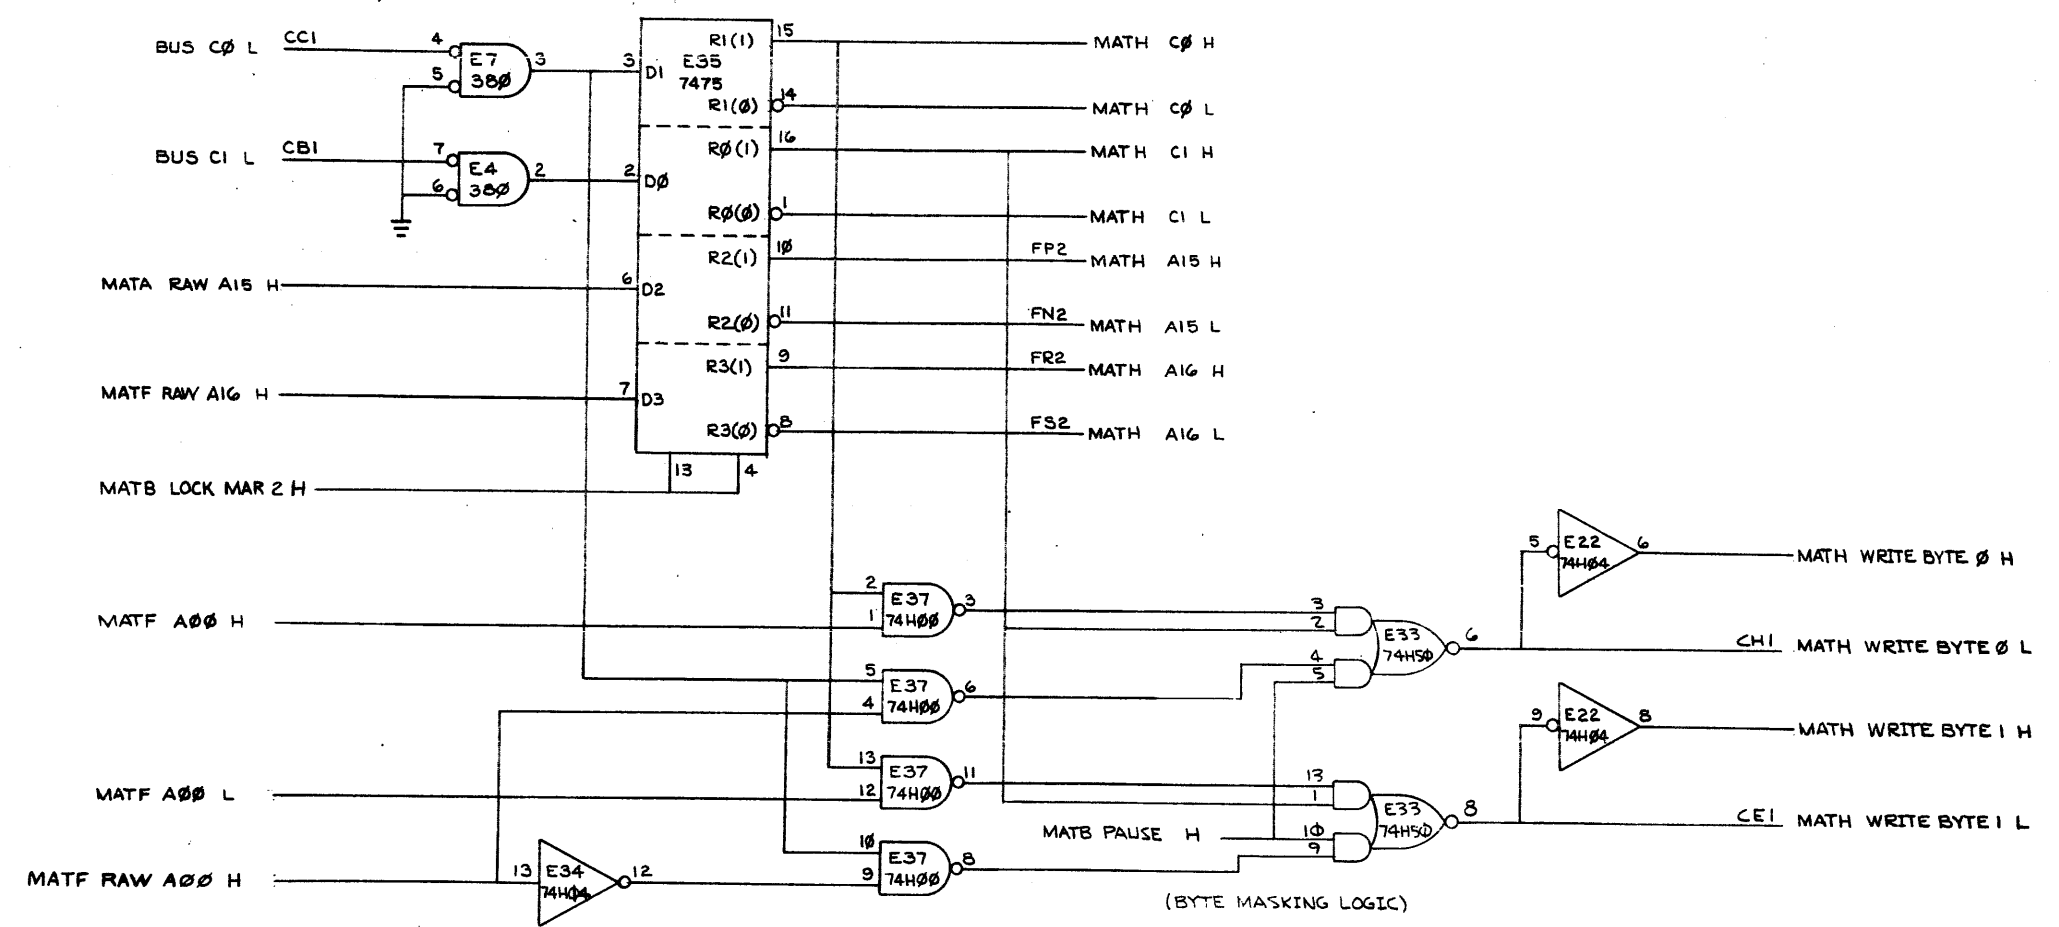 BUS CØ L
CC1
4
5
E7
38Ø
3
3
D1
E35
7475
R1(1)
15
MATH CØ H
R1(Ø)
14
MATH CØ L
BUS C1 L
CB1
7
6
E4
38Ø
2
2
DØ
RØ(1)
16
MATH C1 H
RØ(Ø)
1
MATH C1 L
MATA RAW A15 H
6
D2
R2(1)
1Ø
FP2
MATH A15 H
R2(Ø)
11
FN2
MATH A15 L
MATF RAW A16 H
7
D3
R3(1)
9
FR2
MATH A16 H
R3(Ø)
8
FS2
MATH A16 L
MATB LOCK MAR 2 H
13
4
MATF AØØ H
2
1
E37
74HØØ
3
3
2
4
5
E33
74H5Ø
6
5
E22
74HØ4
6
MATH WRITE BYTE Ø H
CH1
MATH WRITE BYTE Ø L
5
4
E37
74HØØ
6
MATF AØØ L
13
12
E37
74HØØ
11
13
1
1Ø
9
E33
74H5Ø
8
9
E22
74HØ4
8
MATH WRITE BYTE 1 H
CE1
MATH WRITE BYTE 1 L
MATB PAUSE H
MATF RAW AØØ H
13
E34
74HØ4
12
1Ø
9
E37
74HØØ
8
(BYTE MASKING LOGIC)